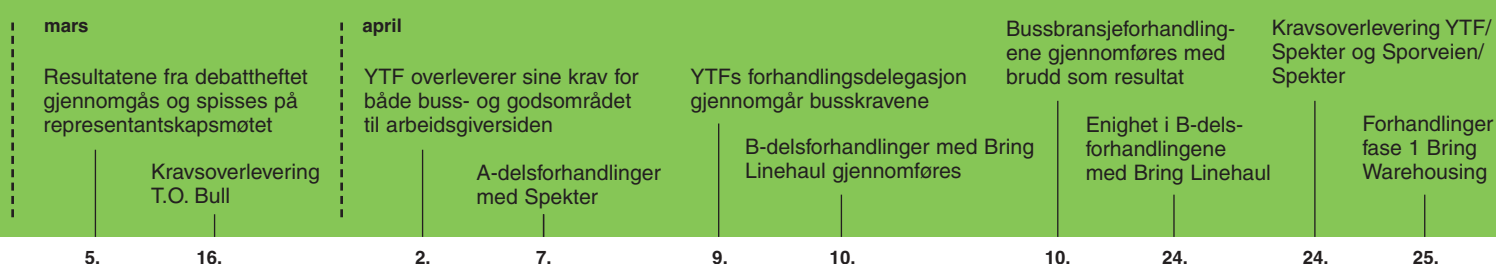 mars
Resultatene fra debattheftet
gjennomgås og spisses på
representantskapsmøtet
5.
Kravsoverlevering
T.O. Bull
16.
april
YTF overleverer sine krav for
både buss- og godsområdet
til arbeidsgiversiden
2.
A-delsforhandlinger
med Spekter
7.
YTFs forhandlingsdelegasjon
gjennomgår busskravene
9.
B-delsforhandlinger med Bring
Linehaul gjennomføres
10.
Bussbransjeforhandling-
ene gjennomføres med
brudd som resultat
10.
Enighet i B-dels-
forhandlingene
med Bring Linehaul
24.
Kravsoverlevering YTF/
Spekter og Sporveien/
Spekter
24.
Forhandlinger
fase 1 Bring
Warehousing
25.